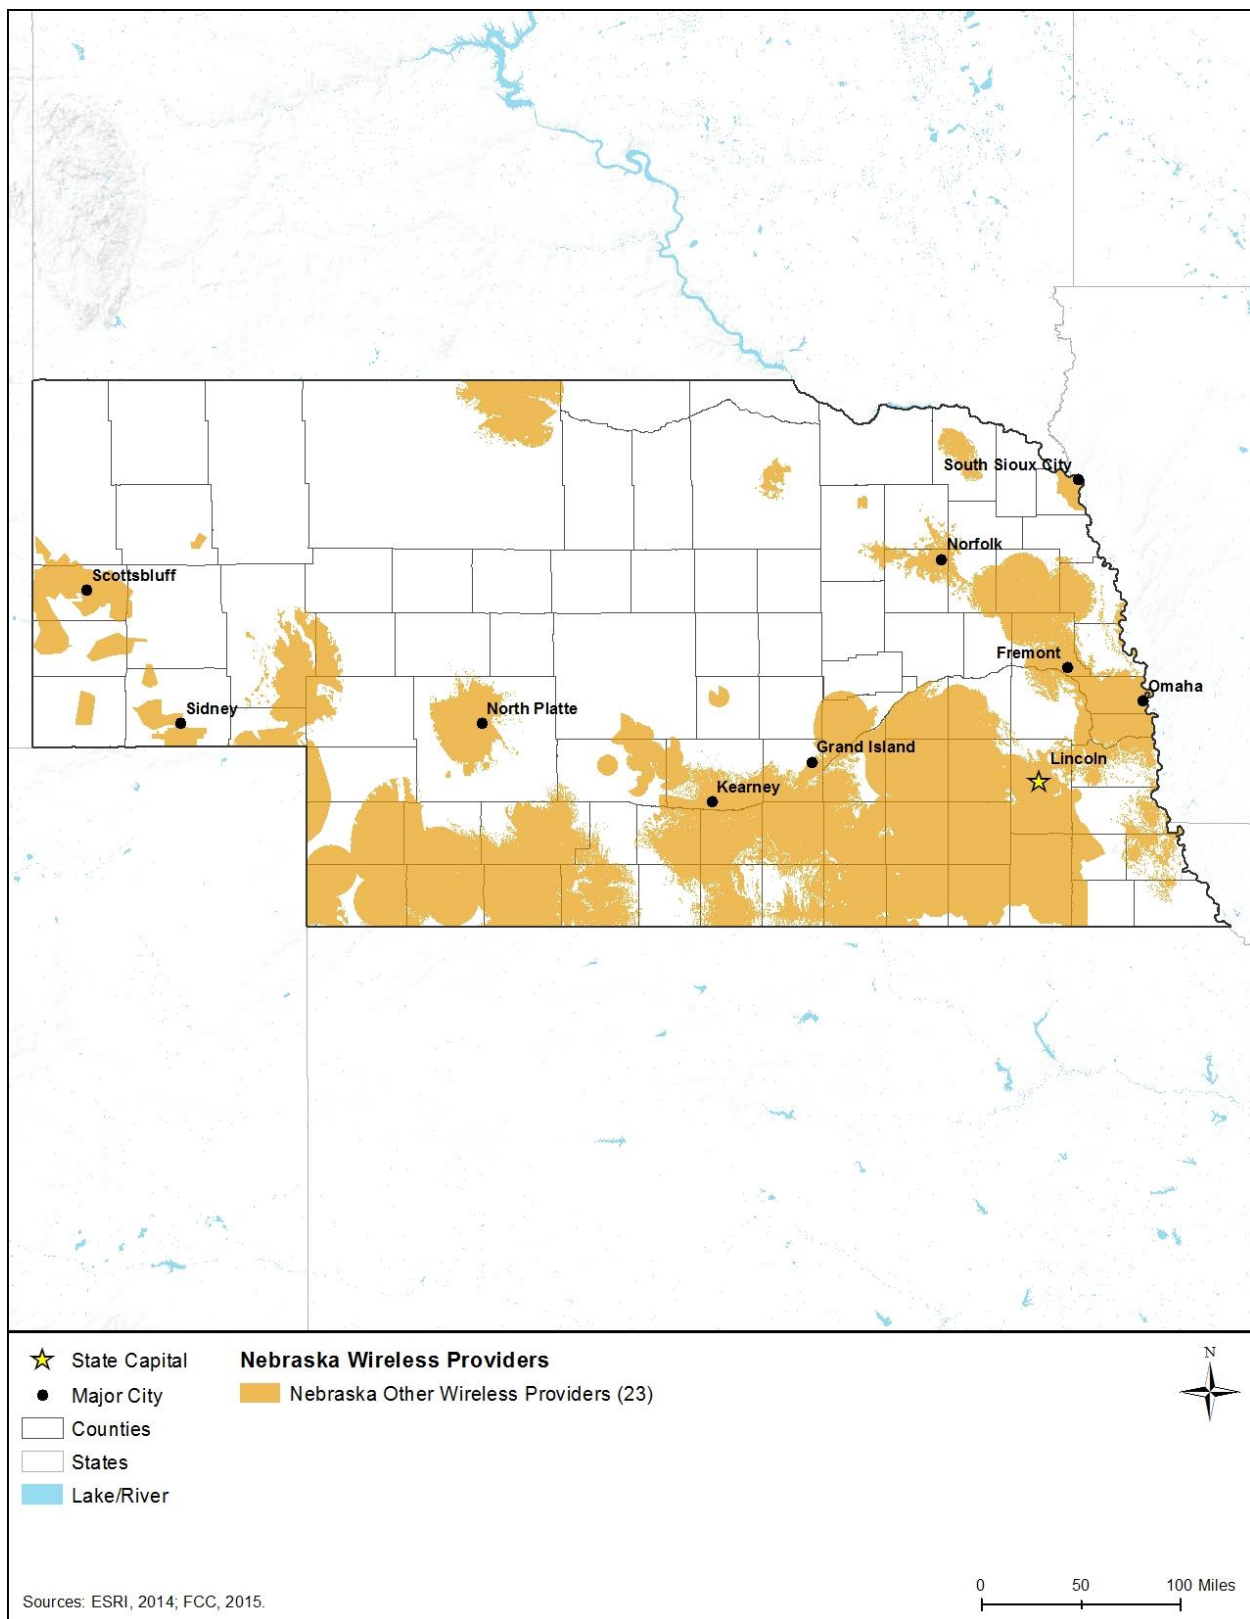 South Sioux City
Norfolk
Scottsbluff
Fremont
Omaha
Sidney
North Platte
Grand Island
Lincoln
Kearney
State Capital
Major City
Counties
States
Lake/River
Nebraska Wireless Providers
Nebraska Other Wireless Providers (23)
N
0 50 100 Miles
Sources: ESRI, 2014; FCC, 2015.